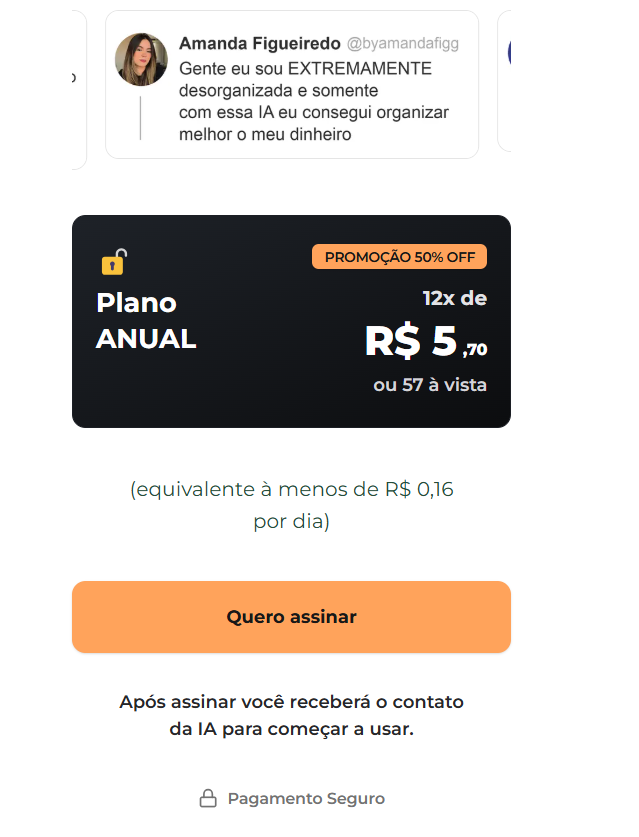 Amanda Figueiredo @byamandafigg
Gente eu sou EXTREMAMENTE
desorganizada e somente
com essa IA eu consegui organizar
melhor o meu dinheiro
PROMOÇÃO 50% OFF
Plano
ANUAL
12x de
R$ 5,70
ou 57 à vista
(equivalente à menos de R$ 0,16
por dia)
Quero assinar
Após assinar você receberá o contato
da IA para começar a usar.
Pagamento Seguro